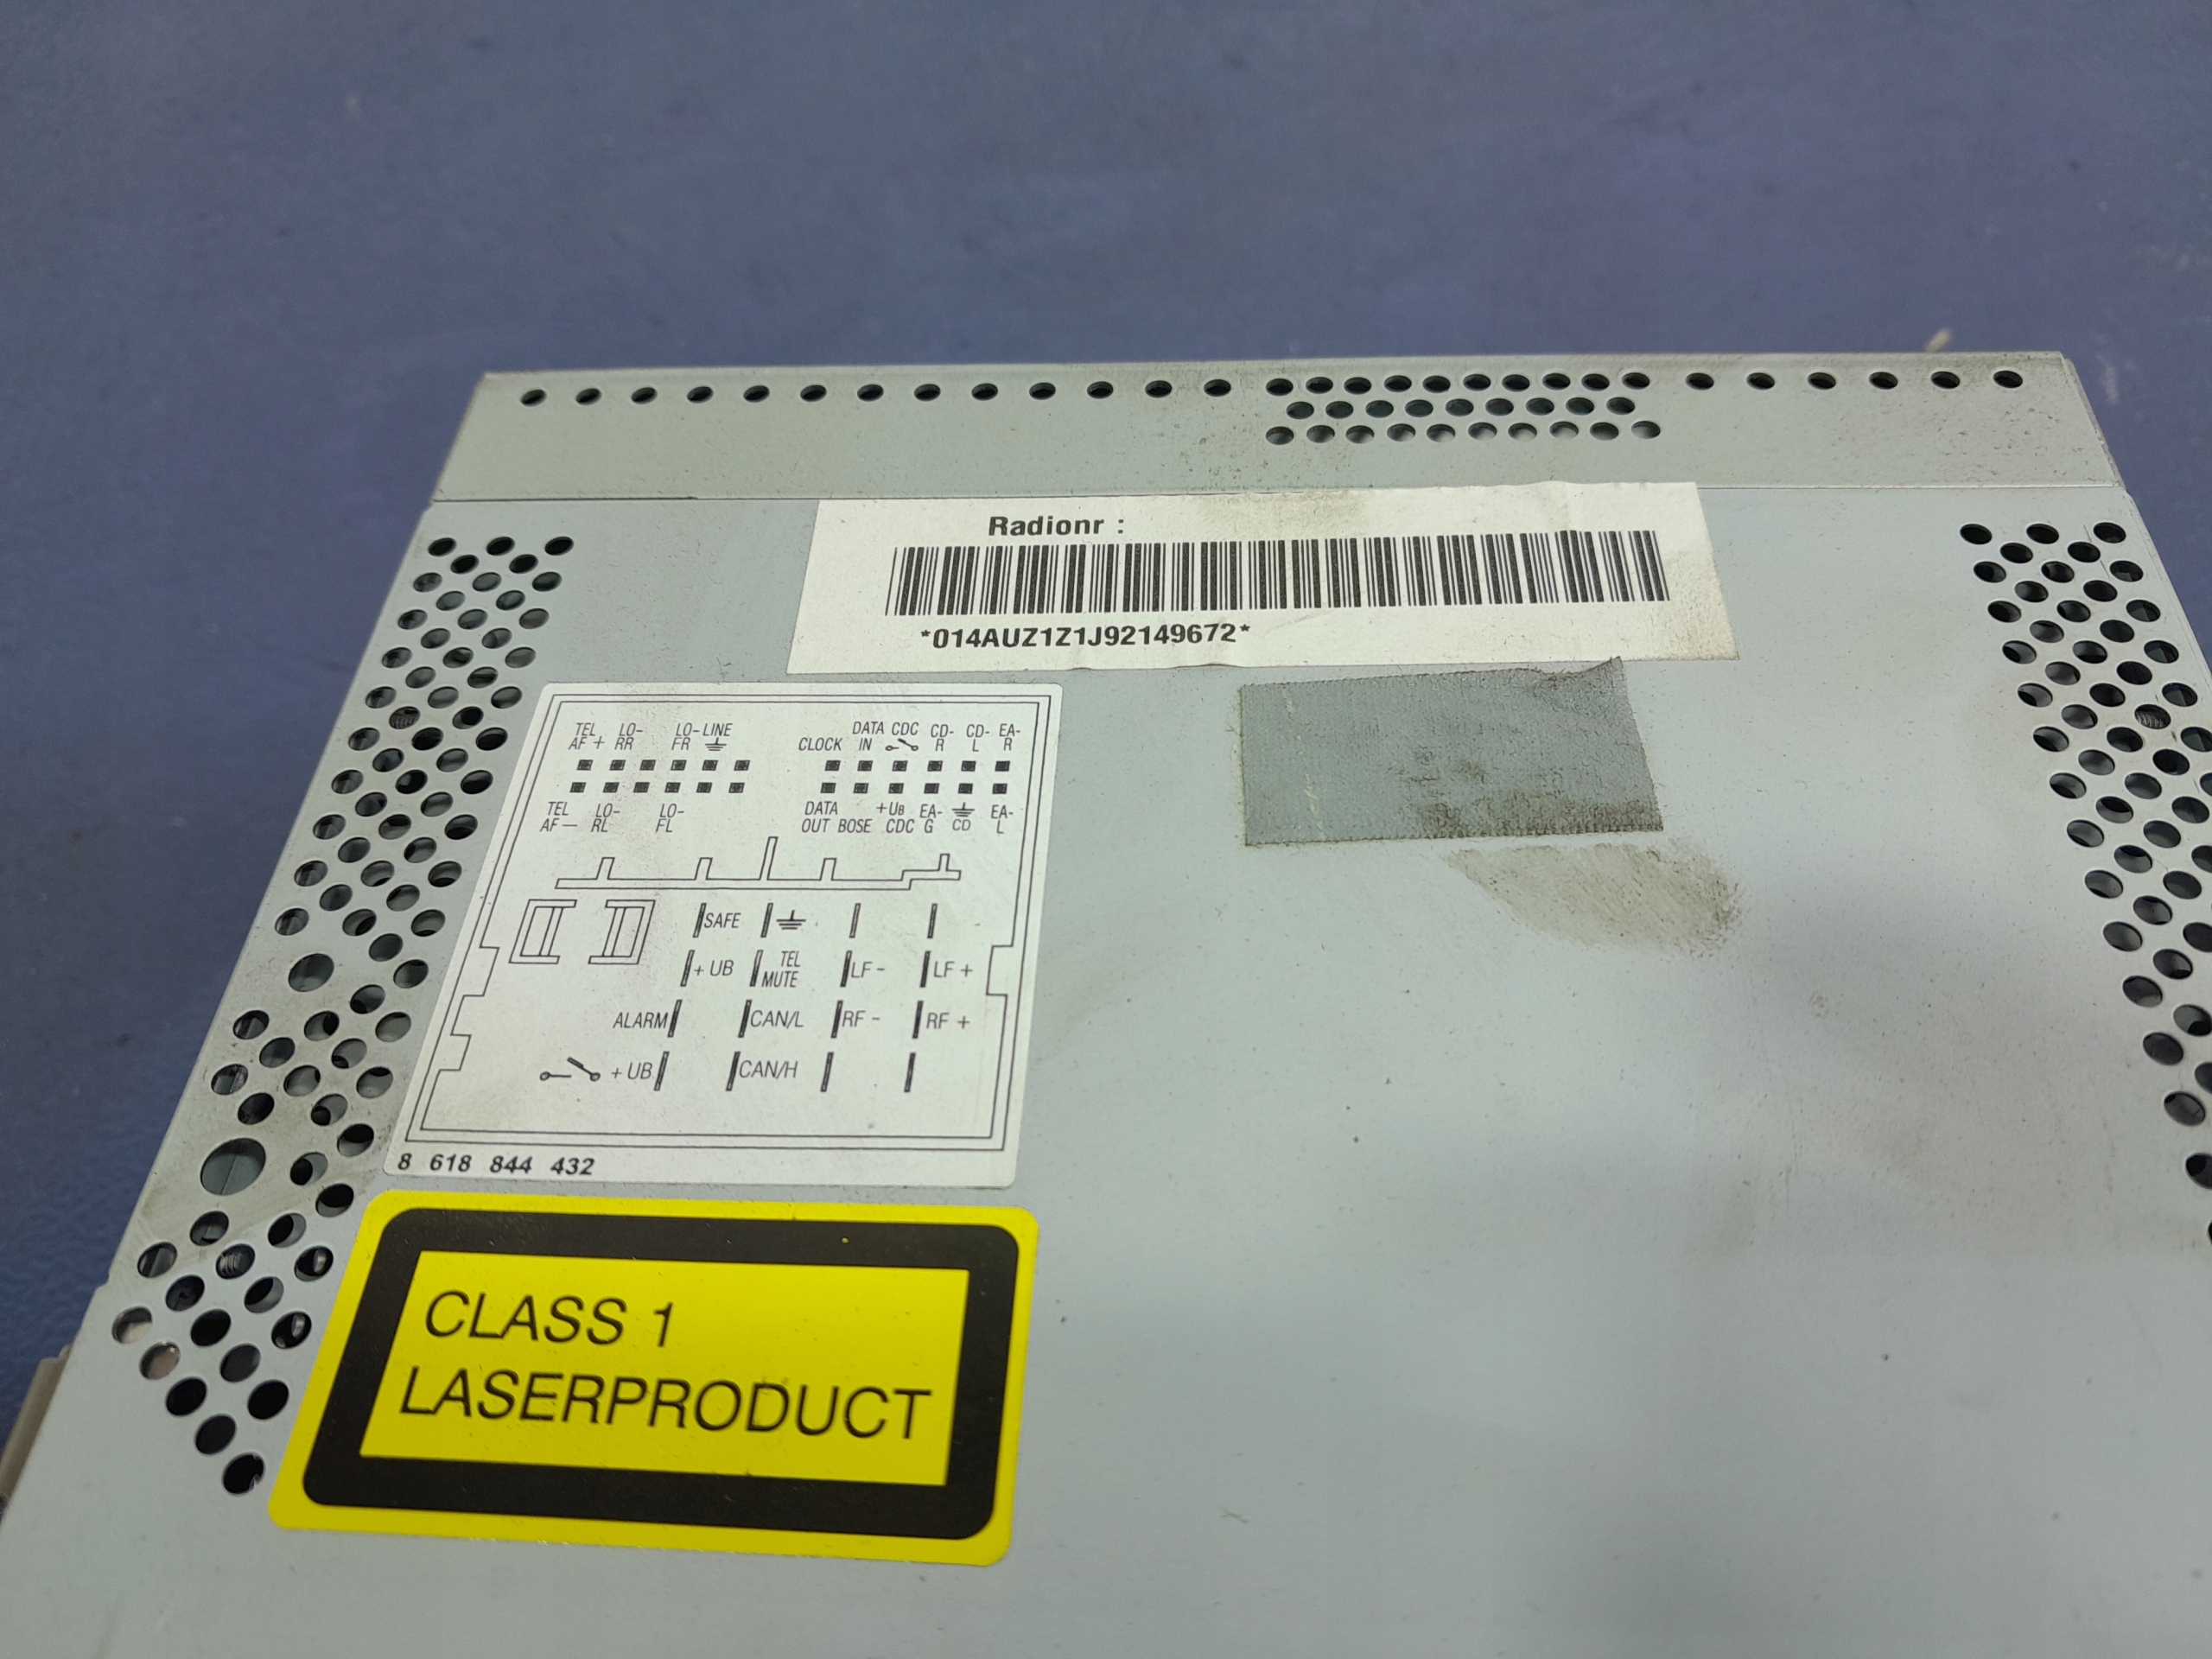 Radionr :
*014AUZ1Z1J92149672*
TEL LO- LO-LINE
AF + RR FR
DATA CDC CD- CD- EA-
CLOCK IN R L R
TEL LO- LO-
AF — RL FL
DATA +UB EA- EA-
OUT BOSE CDC G CD L
SAFE
+ UB TEL MUTE LF - LF +
ALARM CAN/L RF - RF +
+ UB CAN/H
8 618 844 432
CLASS 1
LASERPRODUCT